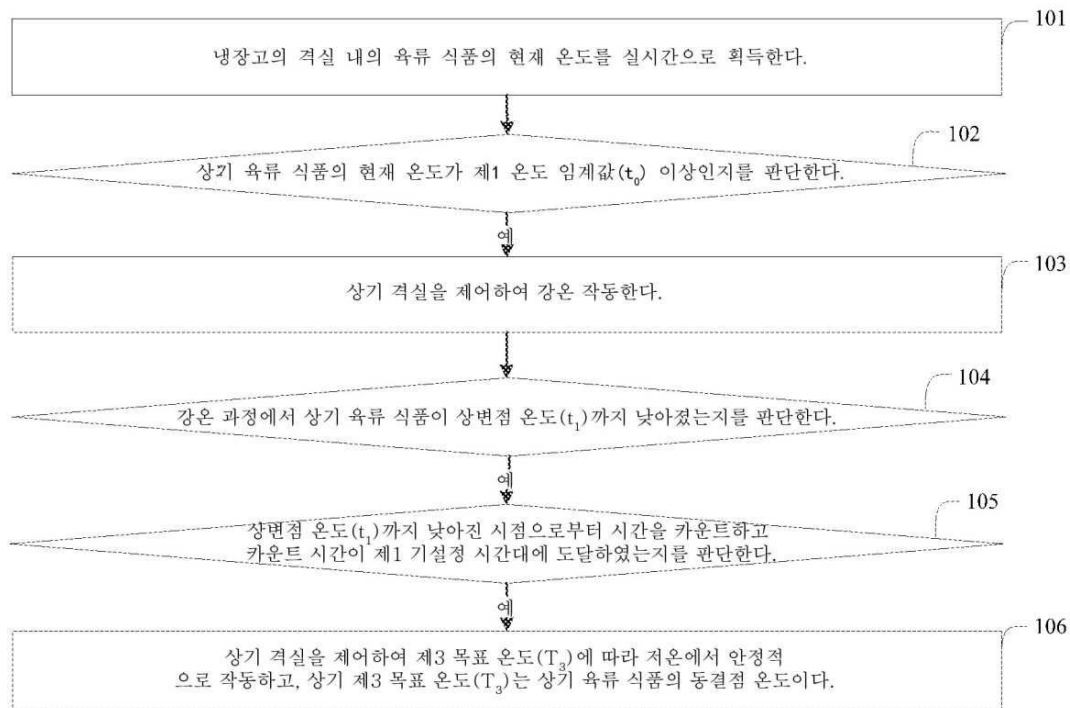 101
냉장고의 격실 내의 육류 식품의 현재 온도를 실시간으로 획득한다.
102
상기 육류 식품의 현재 온도가 제1 온도 임계값(t₀) 이상인지를 판단한다.
예
103
상기 격실을 제어하여 강온 작동한다.
104
강온 과정에서 상기 육류 식품이 상변점 온도(t₁)까지 낮아졌는지를 판단한다.
예
105
상변점 온도(t₁)까지 낮아진 시점으로부터 시간을 카운트하고
카운트 시간이 제1 기설정 시간대에 도달하였는지를 판단한다.
예
106
상기 격실을 제어하여 제3 목표 온도(T₃)에 따라 저온에서 안정적
으로 작동하고, 상기 제3 목표 온도(T₃)는 상기 육류 식품의 동결점 온도이다.